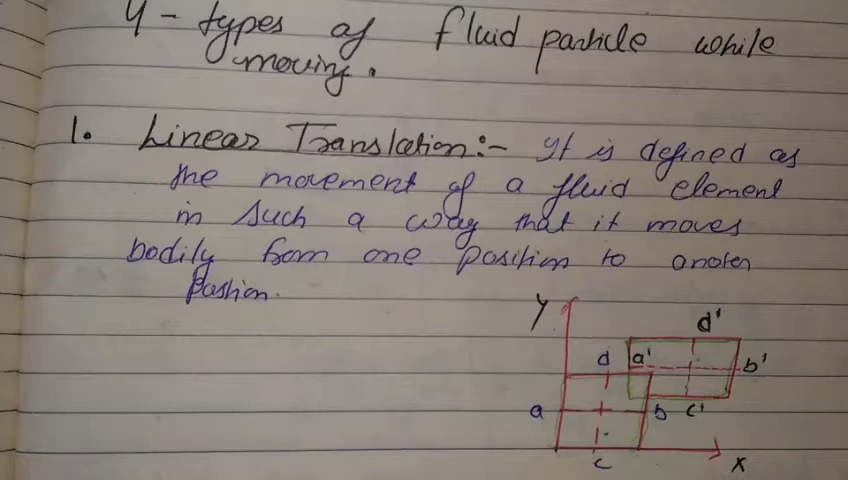 4 - types of fluid particle while
moving.
1. Linear Translation:- It is defined as
the movement of a fluid element
in such a way that it moves
bodily from one position to anoter
Postion.
Y
d'
d a' b'
a b c'
c X